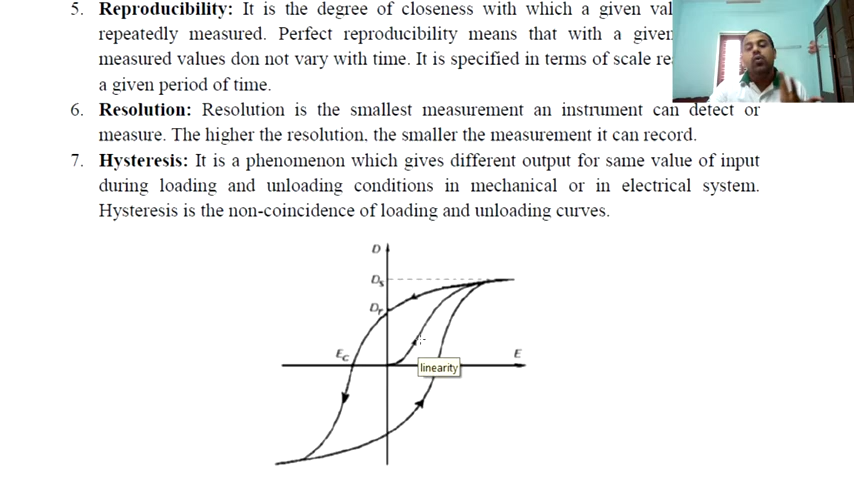 5. Reproducibility: It is the degree of closeness with which a given
repeatedly measured. Perfect reproducibility means that with a
measured values don not vary with time. It is specified in terms of scale
a given period of time.
6. Resolution: Resolution is the smallest measurement an instrument can detect or
measure. The higher the resolution, the smaller the measurement it can record.
7. Hysteresis: It is a phenomenon which gives different output for same value of input
during loading and unloading conditions in mechanical or in electrical system.
Hysteresis is the non-coincidence of loading and unloading curves.
D
Ds
Dr
Ec
E
linearity